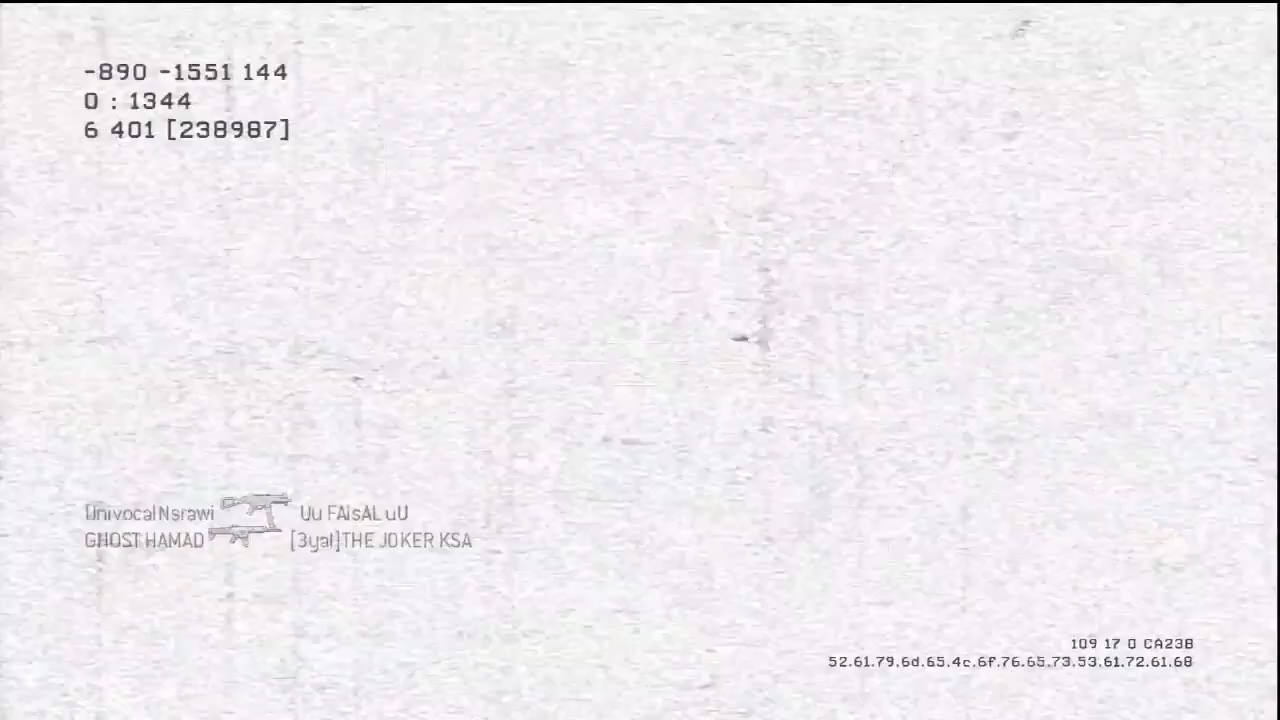 -890 -1551 144
0 : 1344
6 401 [238987]
UnivocalNsrawi Uu FAisAL uU
GHOST HAMAD [3yal]THE JOKER KSA
109 17 0 CA238
52.61.79.6d.65.4c.6f.76.65.73.53.61.72.61.68